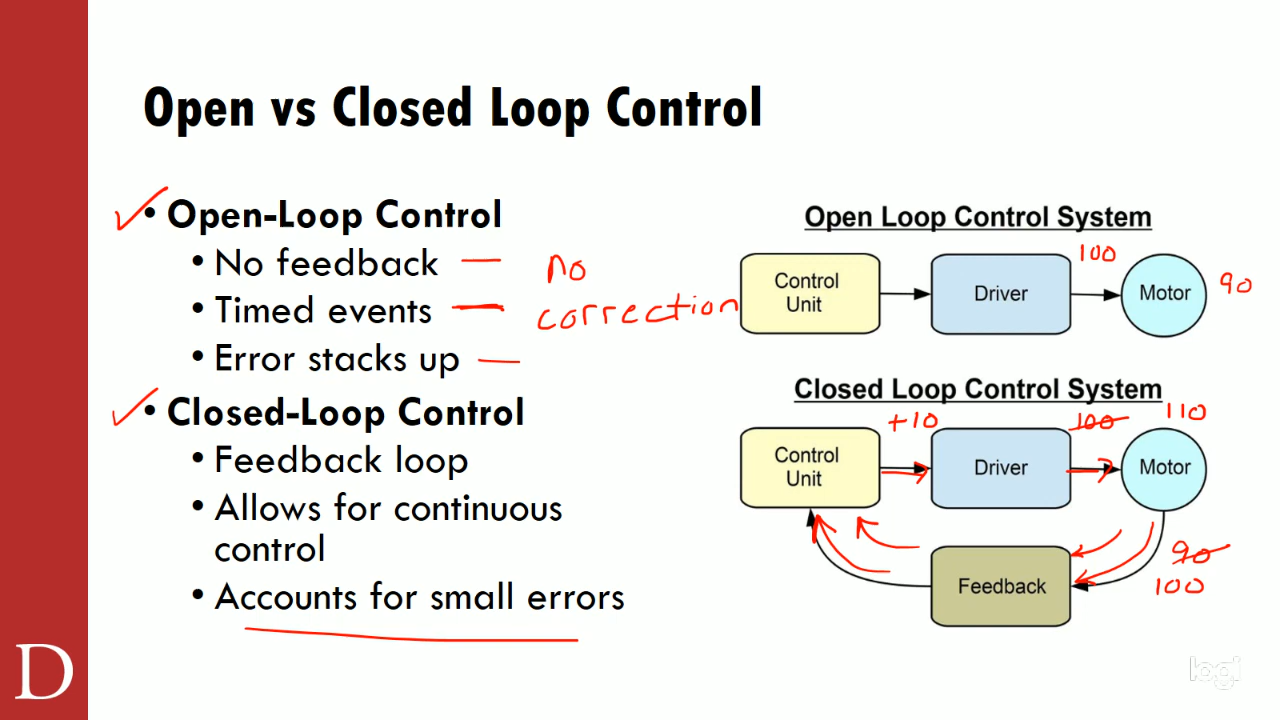 Open vs Closed Loop Control
• Open-Loop Control
• No feedback
• Timed events
• Error stacks up
no
correction
• Closed-Loop Control
• Feedback loop
• Allows for continuous
control
• Accounts for small errors
Open Loop Control System
Control
Unit
Driver
100
Motor
90
Closed Loop Control System
Control
Unit
+10
Driver
100
110
Motor
Feedback
90
100
D
logi